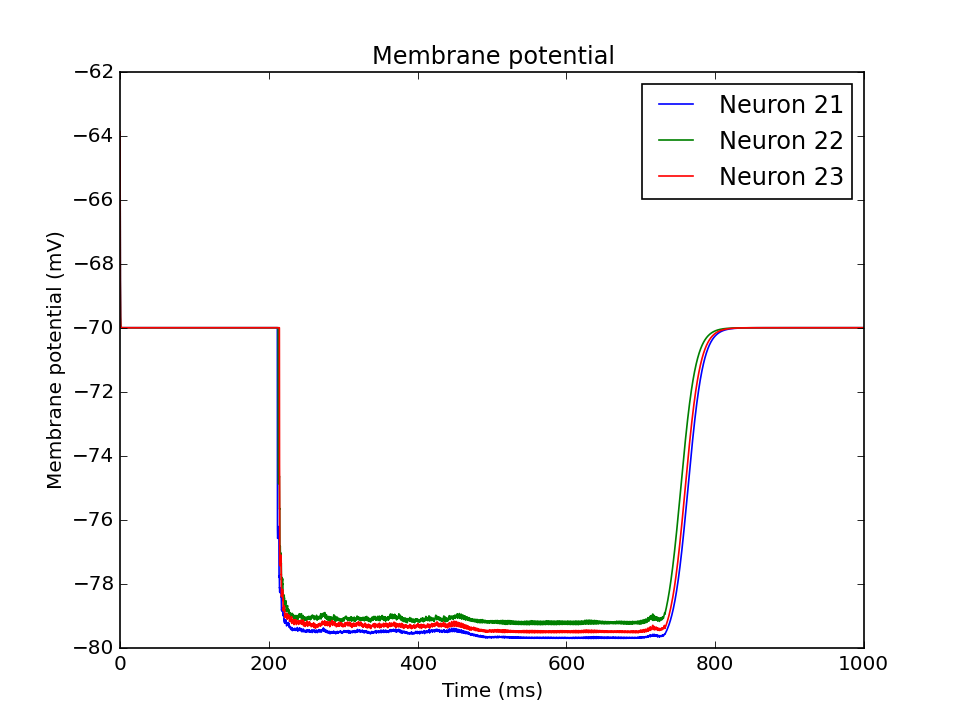 Membrane potential
−62
−64
−66
−68
−70
−72
−74
−76
−78
−80
Membrane potential (mV)
Neuron 21
Neuron 22
Neuron 23
0 200 400 600 800 1000
Time (ms)